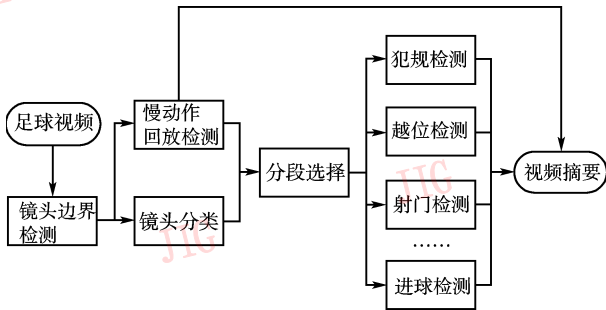 足球视频
镜头边界
检测
慢动作
回放检测
镜头分类
分段选择
犯规检测
越位检测
射门检测
……
进球检测
视频摘要
JIG
JIG